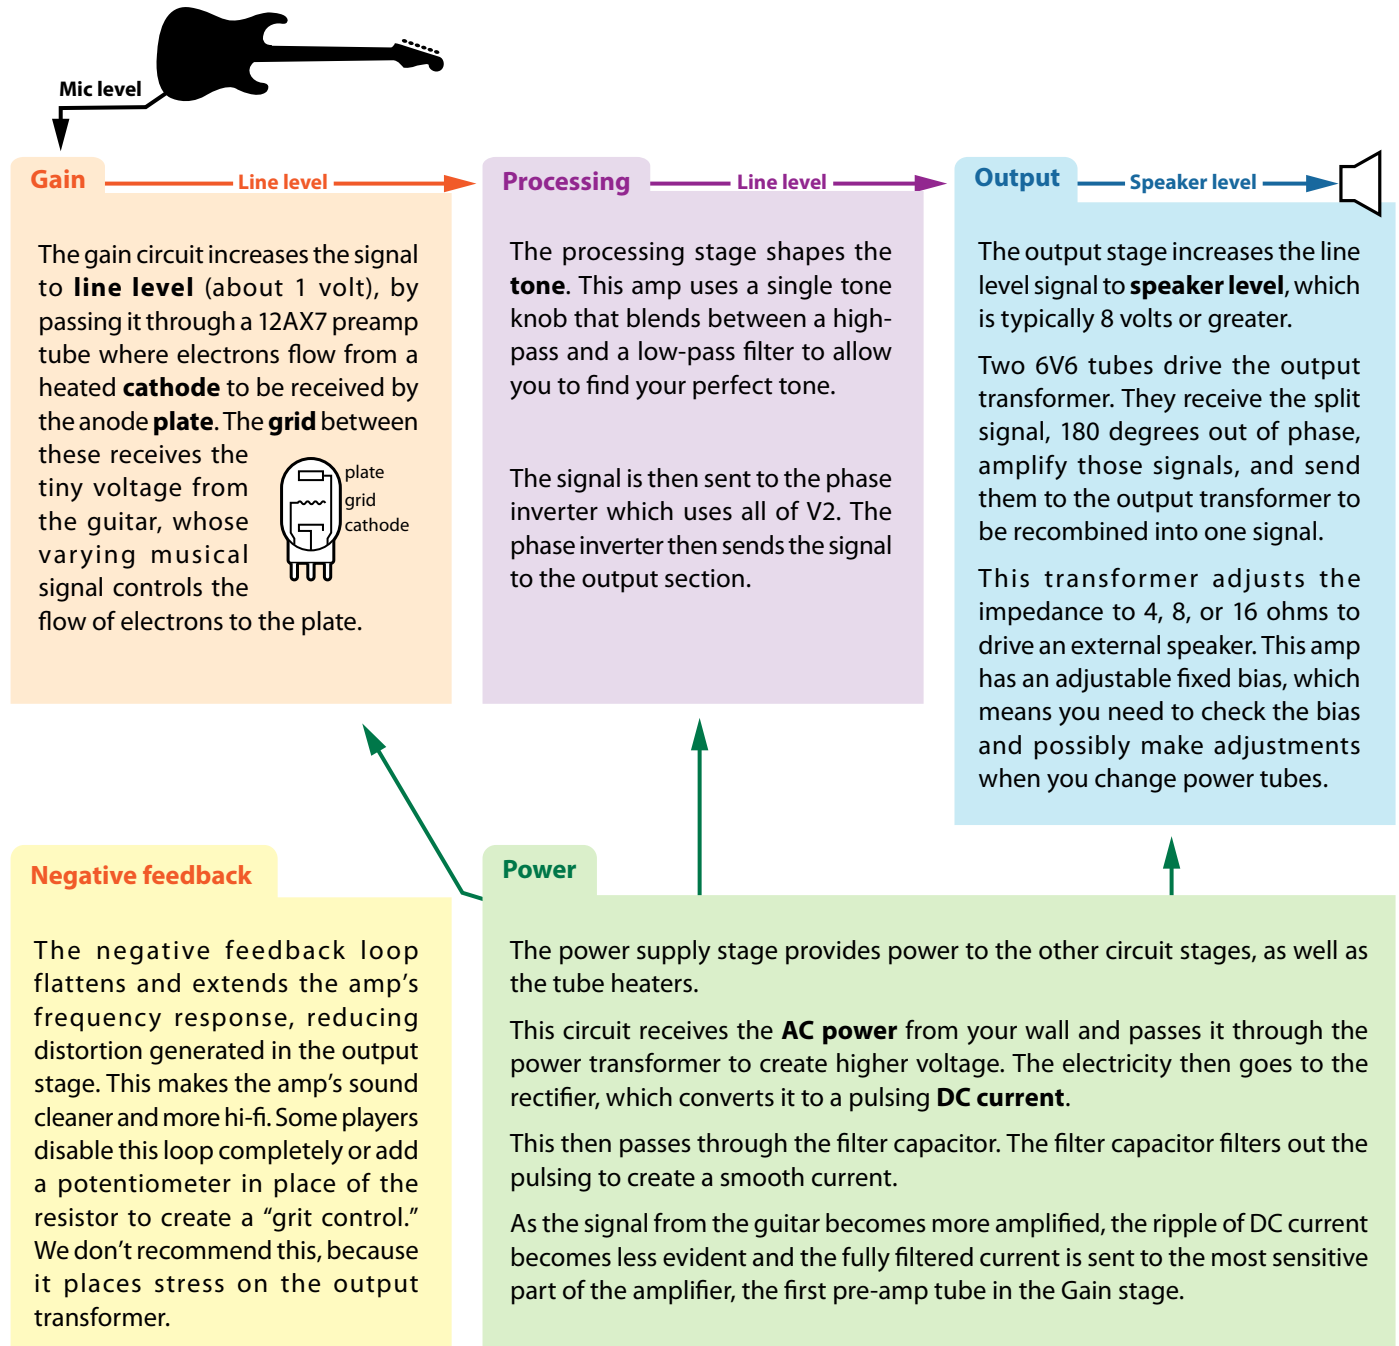 Mic level
Gain
Line level
Processing
Line level
Output
Speaker level
The gain circuit increases the signal
to line level (about 1 volt), by
passing it through a 12AX7 preamp
tube where electrons flow from a
heated cathode to be received by
the anode plate. The grid between
these receives the
tiny voltage from
the guitar, whose
varying musical
signal controls the
flow of electrons to the plate.
plate
grid
cathode
The processing stage shapes the
tone. This amp uses a single tone
knob that blends between a high-
pass and a low-pass filter to allow
you to find your perfect tone.
The signal is then sent to the phase
inverter which uses all of V2. The
phase inverter then sends the signal
to the output section.
The output stage increases the line
level signal to speaker level, which
is typically 8 volts or greater.
Two 6V6 tubes drive the output
transformer. They receive the split
signal, 180 degrees out of phase,
amplify those signals, and send
them to the output transformer to
be recombined into one signal.
This transformer adjusts the
impedance to 4, 8, or 16 ohms to
drive an external speaker. This amp
has an adjustable fixed bias, which
means you need to check the bias
and possibly make adjustments
when you change power tubes.
Negative feedback
The negative feedback loop
flattens and extends the amp’s
frequency response, reducing
distortion generated in the output
stage. This makes the amp’s sound
cleaner and more hi-fi. Some players
disable this loop completely or add
a potentiometer in place of the
resistor to create a “grit control.”
We don’t recommend this, because
it places stress on the output
transformer.
Power
The power supply stage provides power to the other circuit stages, as well as
the tube heaters.
This circuit receives the AC power from your wall and passes it through the
power transformer to create higher voltage. The electricity then goes to the
rectifier, which converts it to a pulsing DC current.
This then passes through the filter capacitor. The filter capacitor filters out the
pulsing to create a smooth current.
As the signal from the guitar becomes more amplified, the ripple of DC current
becomes less evident and the fully filtered current is sent to the most sensitive
part of the amplifier, the first pre-amp tube in the Gain stage.